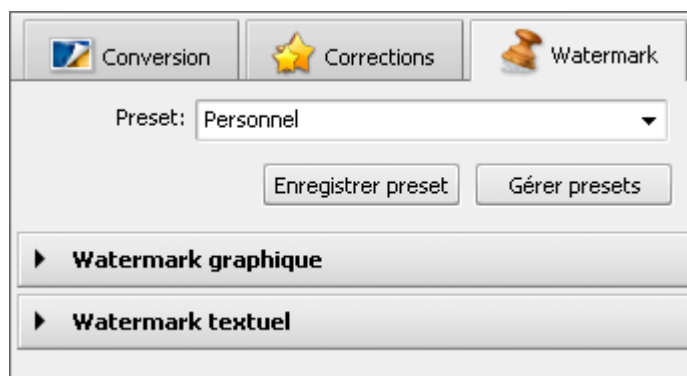 Conversion Corrections Watermark
Preset: Personnel
Enregistrer preset Gérer presets
Watermark graphique
Watermark textuel